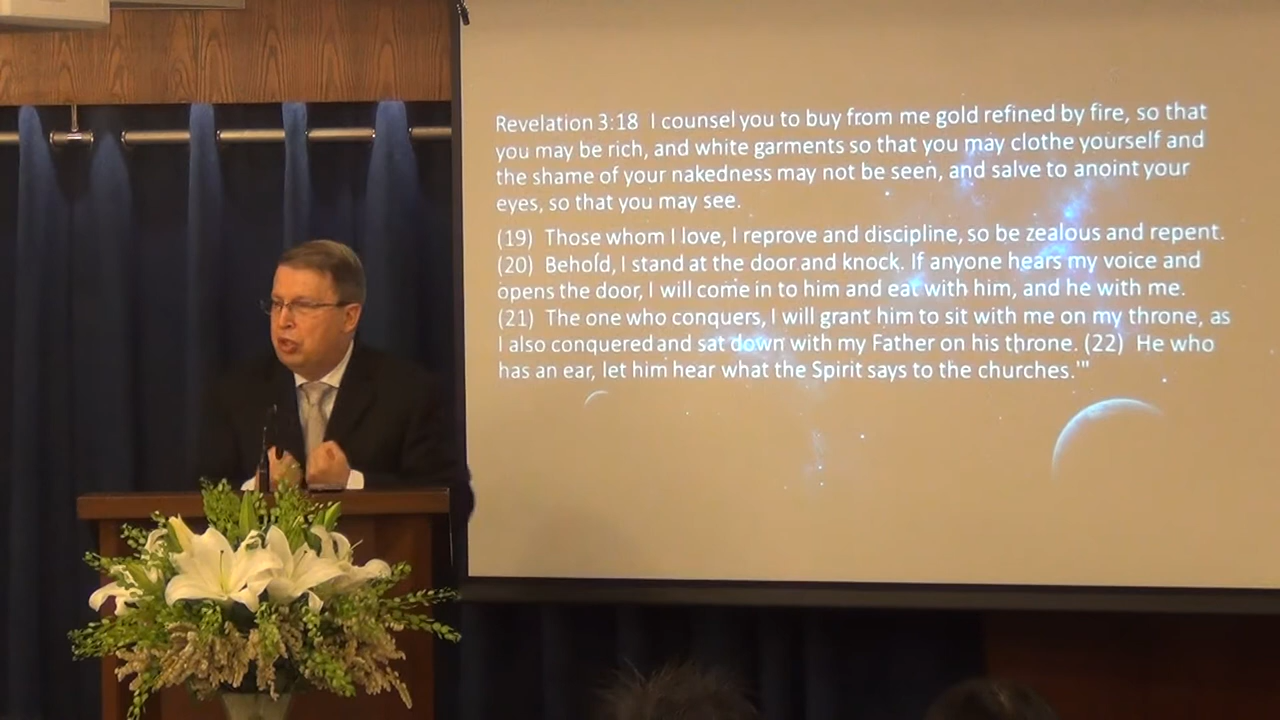 Revelation 3:18  I counsel you to buy from me gold refined by fire, so that
you may be rich, and white garments so that you may clothe yourself and
the shame of your nakedness may not be seen, and salve to anoint your
eyes, so that you may see.
(19)  Those whom I love, I reprove and discipline, so be zealous and repent.
(20)  Behold, I stand at the door and knock. If anyone hears my voice and
opens the door, I will come in to him and eat with him, and he with me.
(21)  The one who conquers, I will grant him to sit with me on my throne, as
I also conquered and sat down with my Father on his throne. (22)  He who
has an ear, let him hear what the Spirit says to the churches.'"